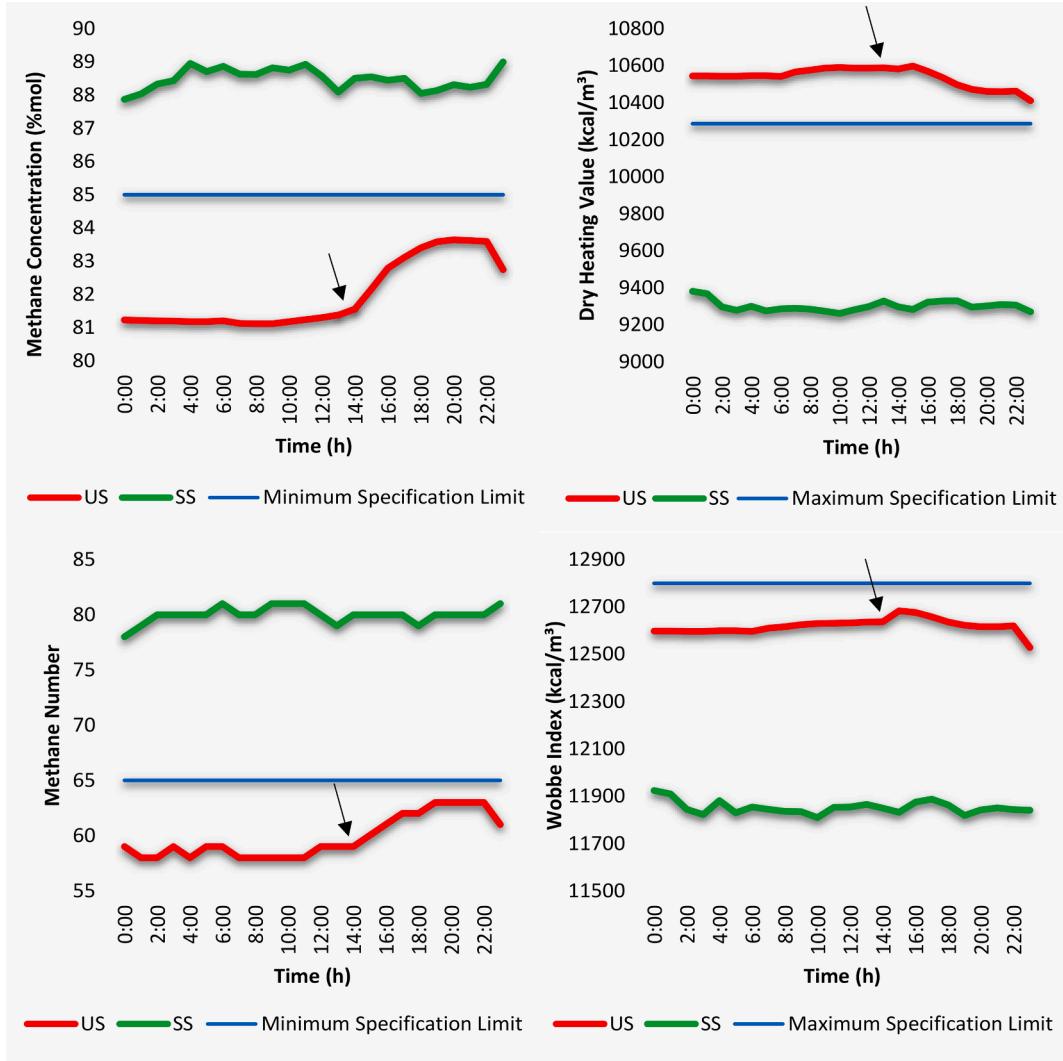 Methane Concentration (%mol)
90
89
88
87
86
85
84
83
82
81
80
0:00 2:00 4:00 6:00 8:00 10:00 12:00 14:00 16:00 18:00 20:00 22:00
Time (h)
US SS Minimum Specification Limit
Dry Heating Value (kcal/m³)
10800
10600
10400
10200
10000
9800
9600
9400
9200
9000
0:00 2:00 4:00 6:00 8:00 10:00 12:00 14:00 16:00 18:00 20:00 22:00
Time (h)
US SS Maximum Specification Limit
Methane Number
85
80
75
70
65
60
55
0:00 2:00 4:00 6:00 8:00 10:00 12:00 14:00 16:00 18:00 20:00 22:00
Time (h)
US SS Minimum Specification Limit
Wobbe Index (kcal/m³)
12900
12700
12500
12300
12100
11900
11700
11500
0:00 2:00 4:00 6:00 8:00 10:00 12:00 14:00 16:00 18:00 20:00 22:00
Time (h)
US SS Maximum Specification Limit